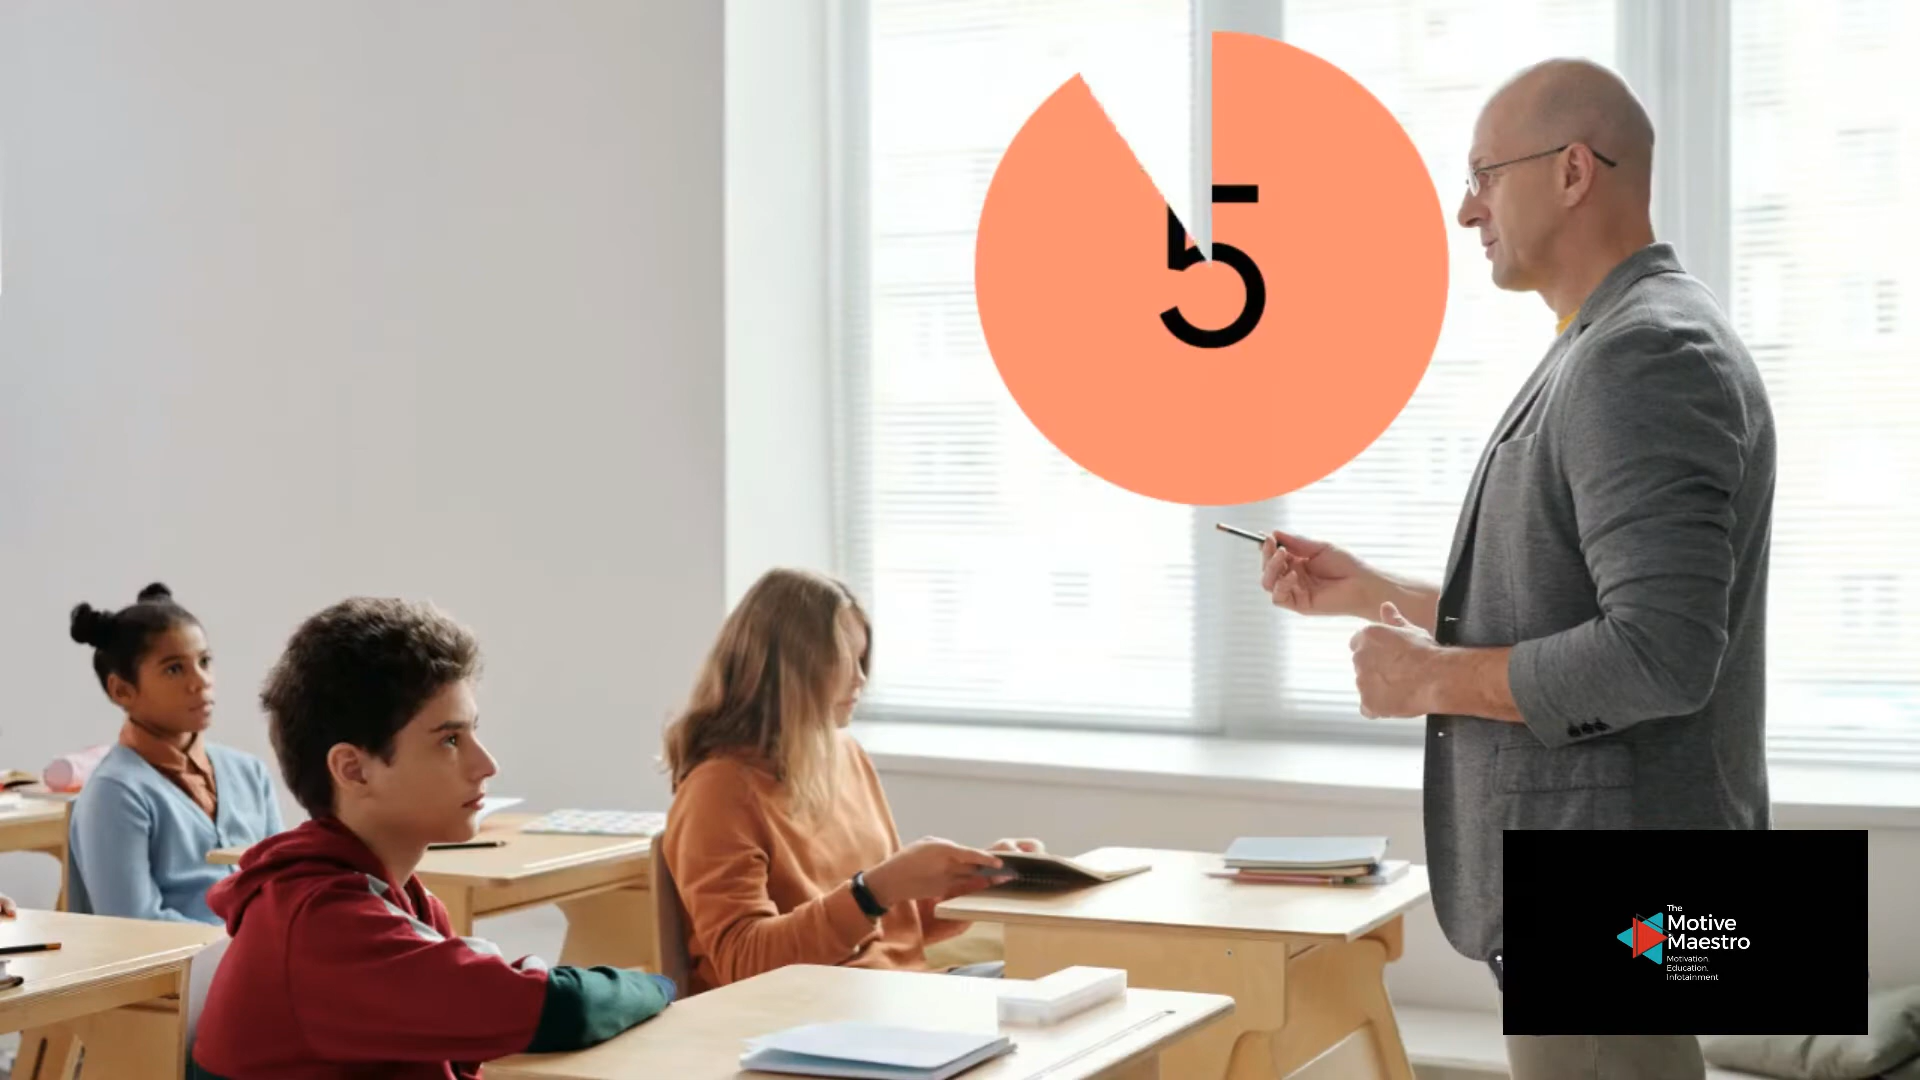 5
The
Motive
Maestro
Motivation.
Education.
Infotainment